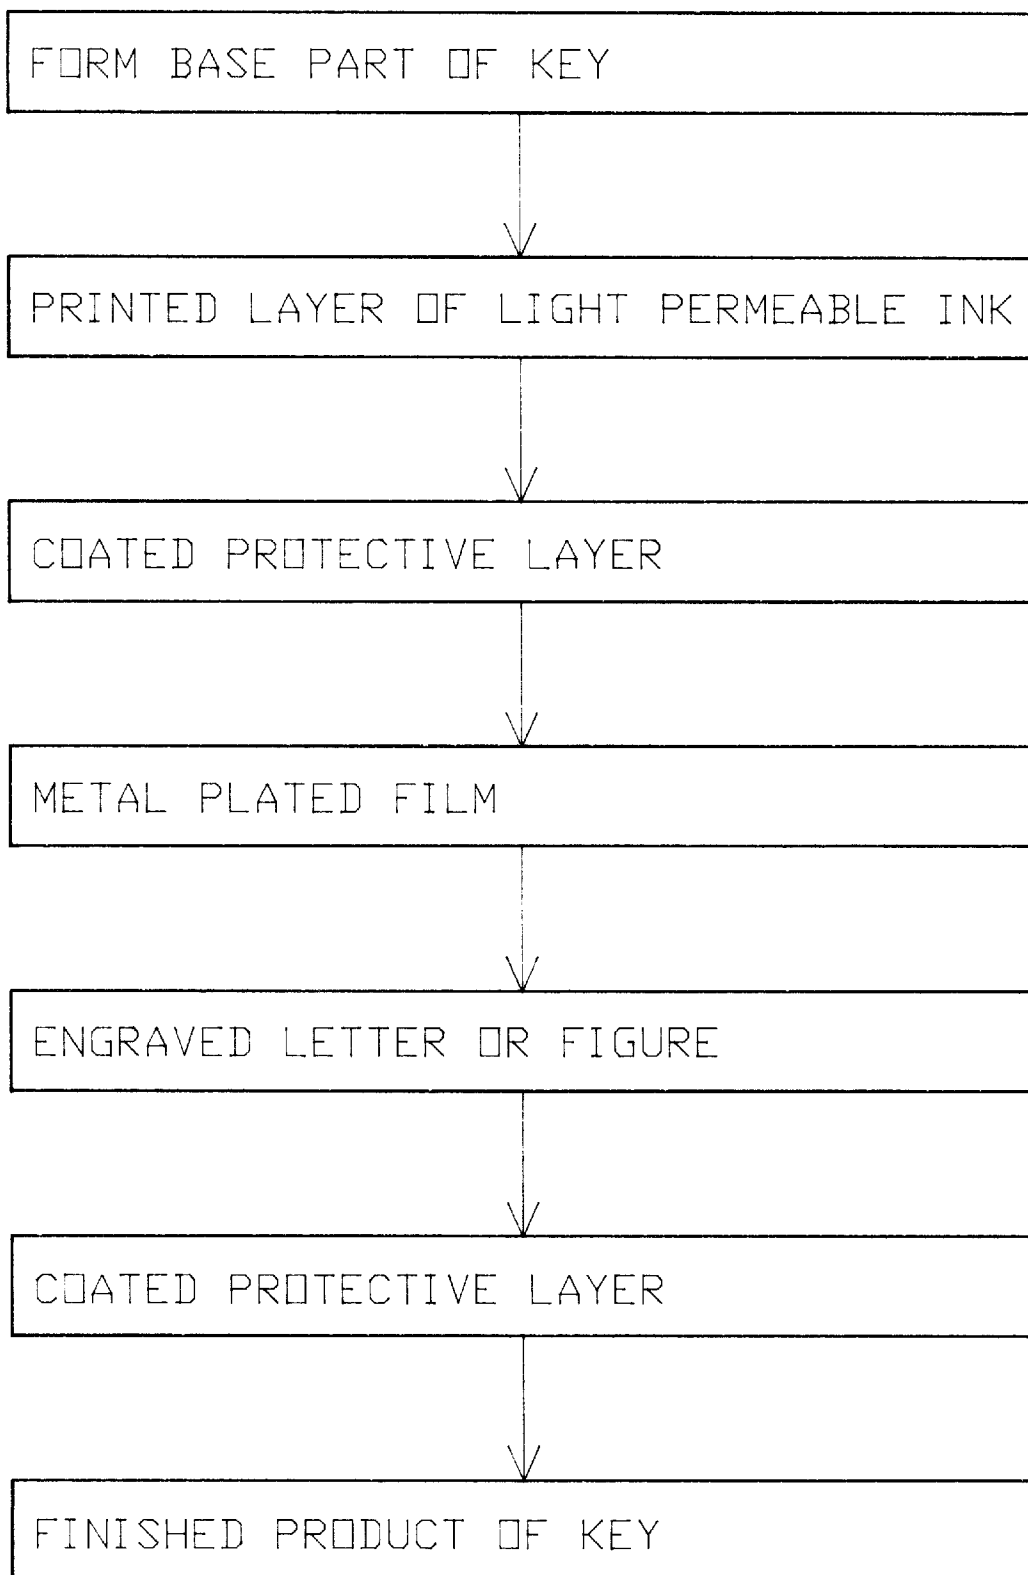 FORM BASE PART OF KEY
PRINTED LAYER OF LIGHT PERMEABLE INK
COATED PROTECTIVE LAYER
METAL PLATED FILM
ENGRAVED LETTER OR FIGURE
COATED PROTECTIVE LAYER
FINISHED PRODUCT OF KEY